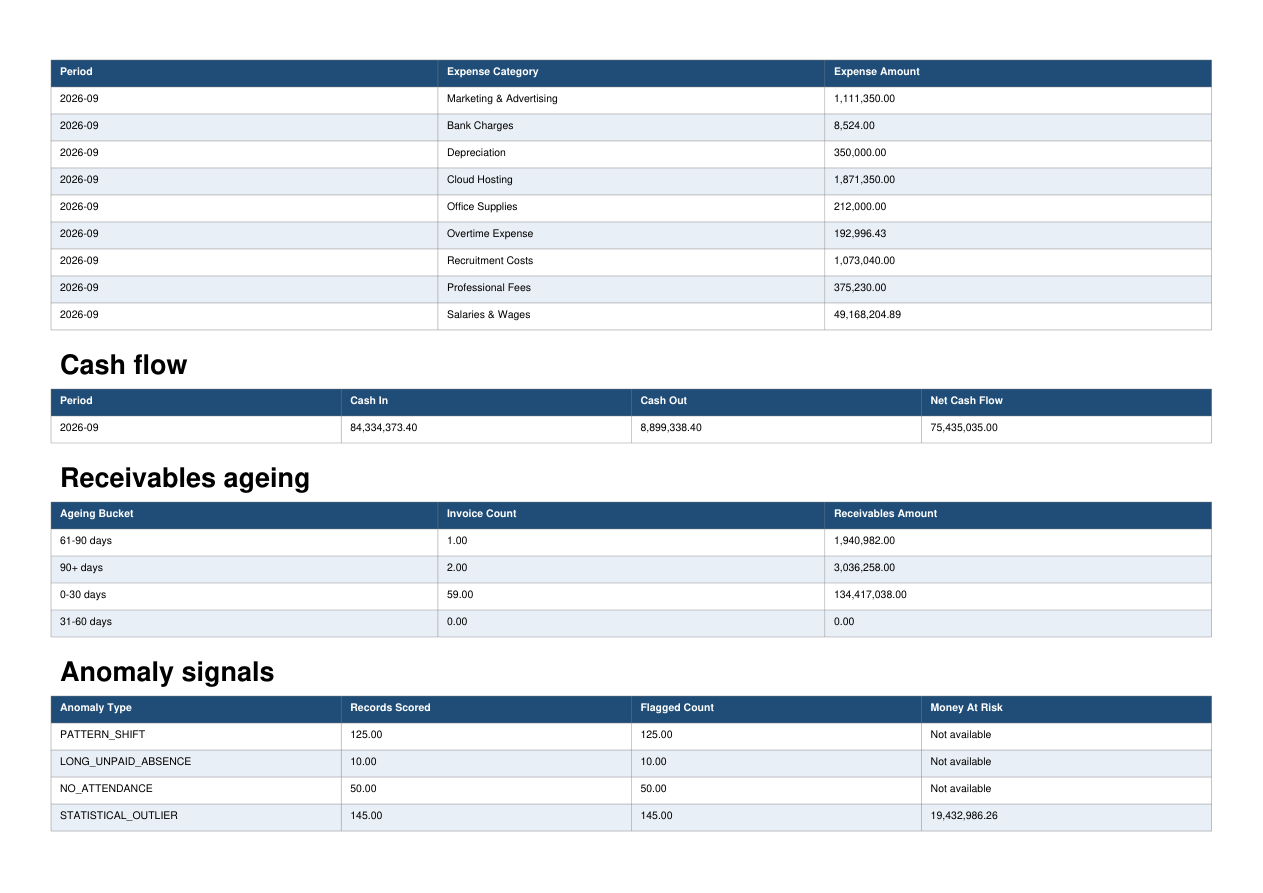 Period Expense Category Expense Amount
2026-09 Marketing & Advertising 1,111,350.00
2026-09 Bank Charges 8,524.00
2026-09 Depreciation 350,000.00
2026-09 Cloud Hosting 1,871,350.00
2026-09 Office Supplies 212,000.00
2026-09 Overtime Expense 192,996.43
2026-09 Recruitment Costs 1,073,040.00
2026-09 Professional Fees 375,230.00
2026-09 Salaries & Wages 49,168,204.89
Cash flow
Period Cash In Cash Out Net Cash Flow
2026-09 84,334,373.40 8,899,338.40 75,435,035.00
Receivables ageing
Ageing Bucket Invoice Count Receivables Amount
61-90 days 1.00 1,940,982.00
90+ days 2.00 3,036,258.00
0-30 days 59.00 134,417,038.00
31-60 days 0.00 0.00
Anomaly signals
Anomaly Type Records Scored Flagged Count Money At Risk
PATTERN_SHIFT 125.00 125.00 Not available
LONG_UNPAID_ABSENCE 10.00 10.00 Not available
NO_ATTENDANCE 50.00 50.00 Not available
STATISTICAL_OUTLIER 145.00 145.00 19,432,986.26